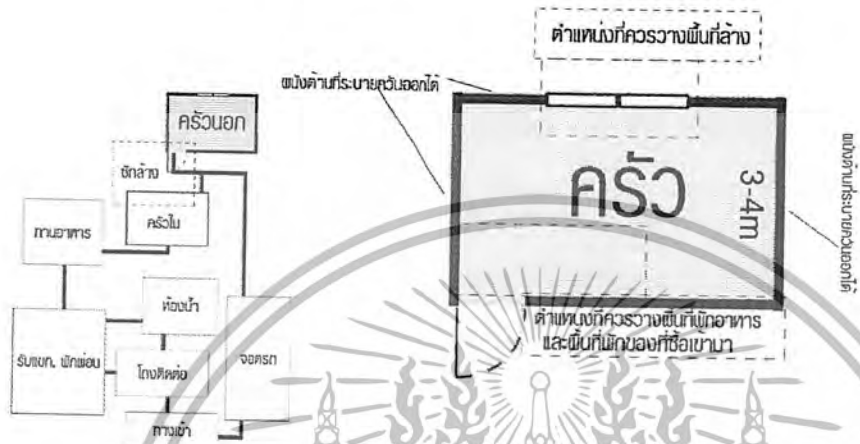 ครัวนอก
ซักล้าง
ครัวใน
ทานอาหาร
ห้องน้ำ
รับแขก, พักผ่อน
โถงติดต่อ
จอดรถ
ทางเข้า
ตำแหน่งที่ควรวางพื้นที่ล้าง
ผนังด้านที่ระบายควันออกได้
ครัว
3-4m
ผนังด้านที่ระบายควันออกได้
ตำแหน่งที่ควรวางพื้นที่พักอาหาร
และพื้นที่พักของที่ซื้อเข้ามา